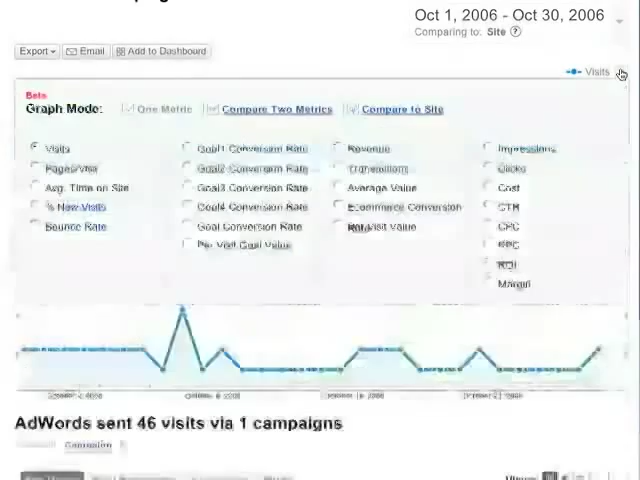 Oct 1, 2006 - Oct 30, 2006
Comparing to: Site ?
Export Email Add to Dashboard
Visits
Beta
Graph Mode: One Metric Compare Two Metrics Compare to Site
Visits Goal1 Conversion Rate Revenue Impressions
Pages/Visit Goal2 Conversion Rate Transactions Clicks
Avg. Time on Site Goal3 Conversion Rate Average Value Cost
% New Visits Goal4 Conversion Rate Ecommerce Conversion CTR
Bounce Rate Goal Conversion Rate Visit Value CPC
Per Visit Goal Value RPC
ROI
Margin
AdWords sent 46 visits via 1 campaigns
Campaign
Views: